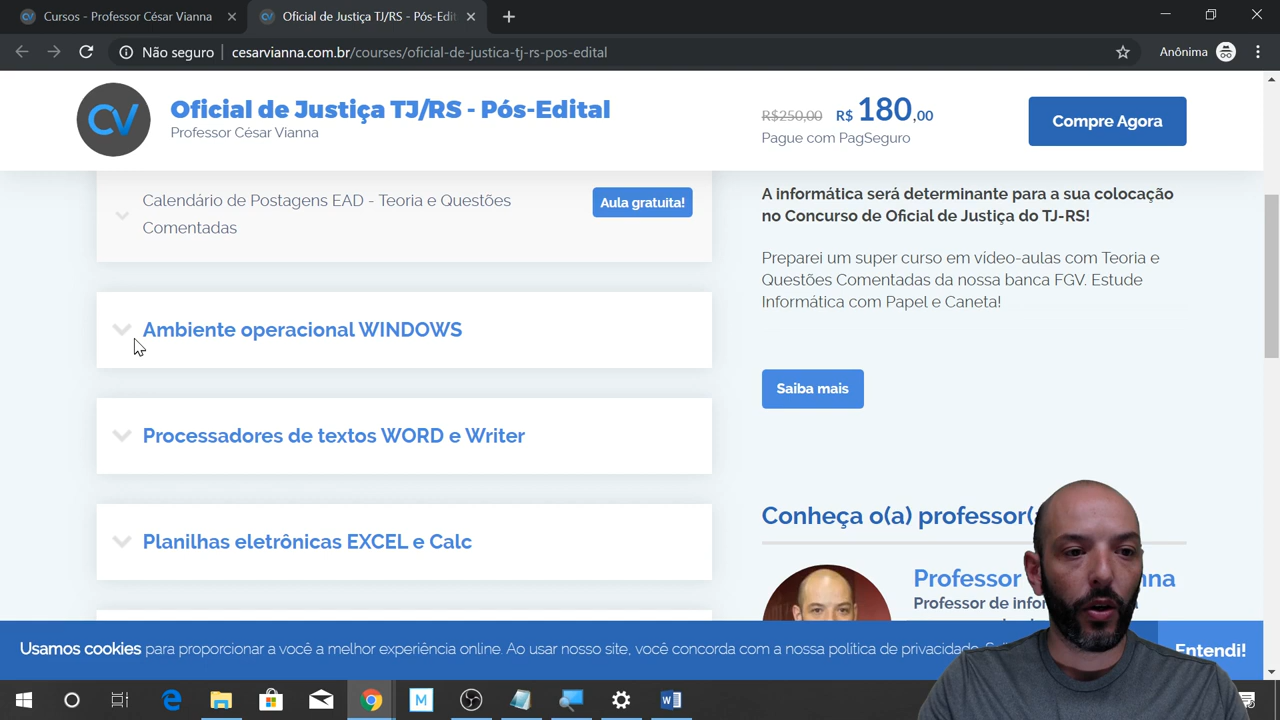 Cursos - Professor César Vianna
Oficial de Justiça TJ/RS - Pós-Edit
Não seguro
cesarvianna.com.br/courses/oficial-de-justica-tj-rs-pos-edital
Anônima
CV
Oficial de Justiça TJ/RS - Pós-Edital
Professor César Vianna
R$250,00 R$ 180,00
Pague com PagSeguro
Compre Agora
Calendário de Postagens EAD - Teoria e Questões
Comentadas
Aula gratuita!
Ambiente operacional WINDOWS
Processadores de textos WORD e Writer
Planilhas eletrônicas EXCEL e Calc
A informática será determinante para a sua colocação
no Concurso de Oficial de Justiça do TJ-RS!
Preparei um super curso em vídeo-aulas com Teoria e
Questões Comentadas da nossa banca FGV. Estude
Informática com Papel e Caneta!
Saiba mais
Conheça o(a) professor(
Professor
nna
Professor de
Usamos cookies para proporcionar a você a melhor experiência online. Ao usar nosso site, você concorda com a nossa política de privacidade.
Entendi!